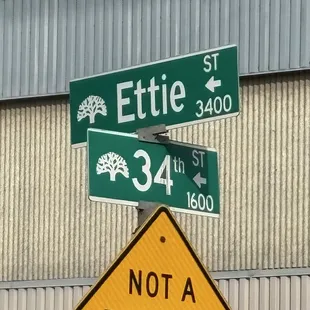 Ettie ST
← 3400
34th ST
← 1600
NOT A